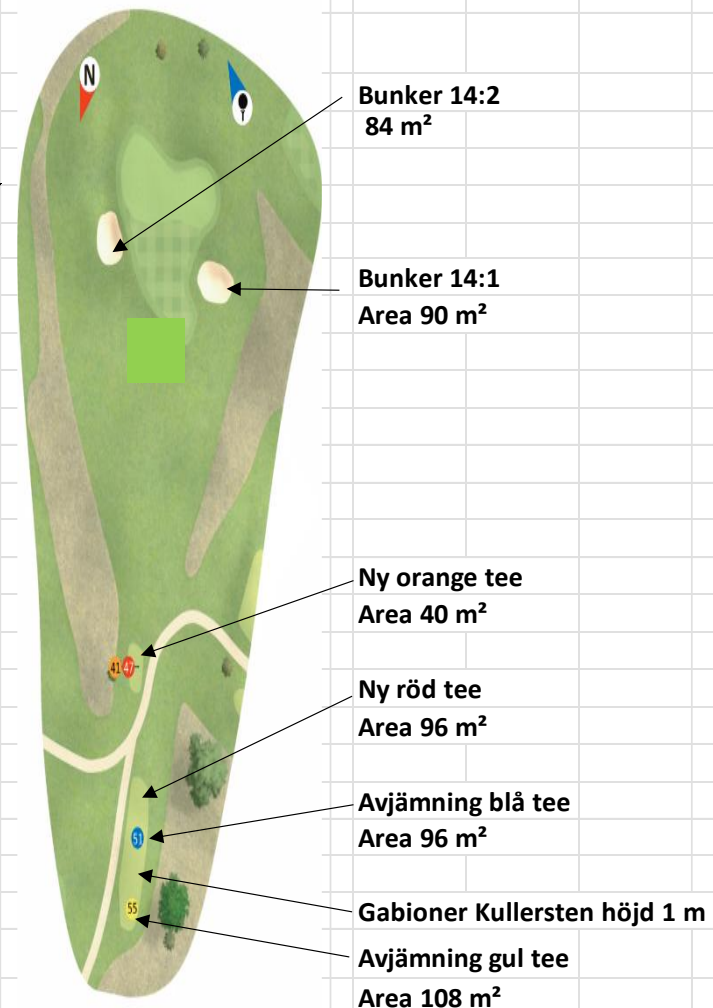 N
Bunker 14:2
84 m²
Bunker 14:1
Area 90 m²
Ny orange tee
Area 40 m²
41 47
Ny röd tee
Area 96 m²
Avjämning blå tee
51
Area 96 m²
55
Gabioner Kullersten höjd 1 m
Avjämning gul tee
Area 108 m²